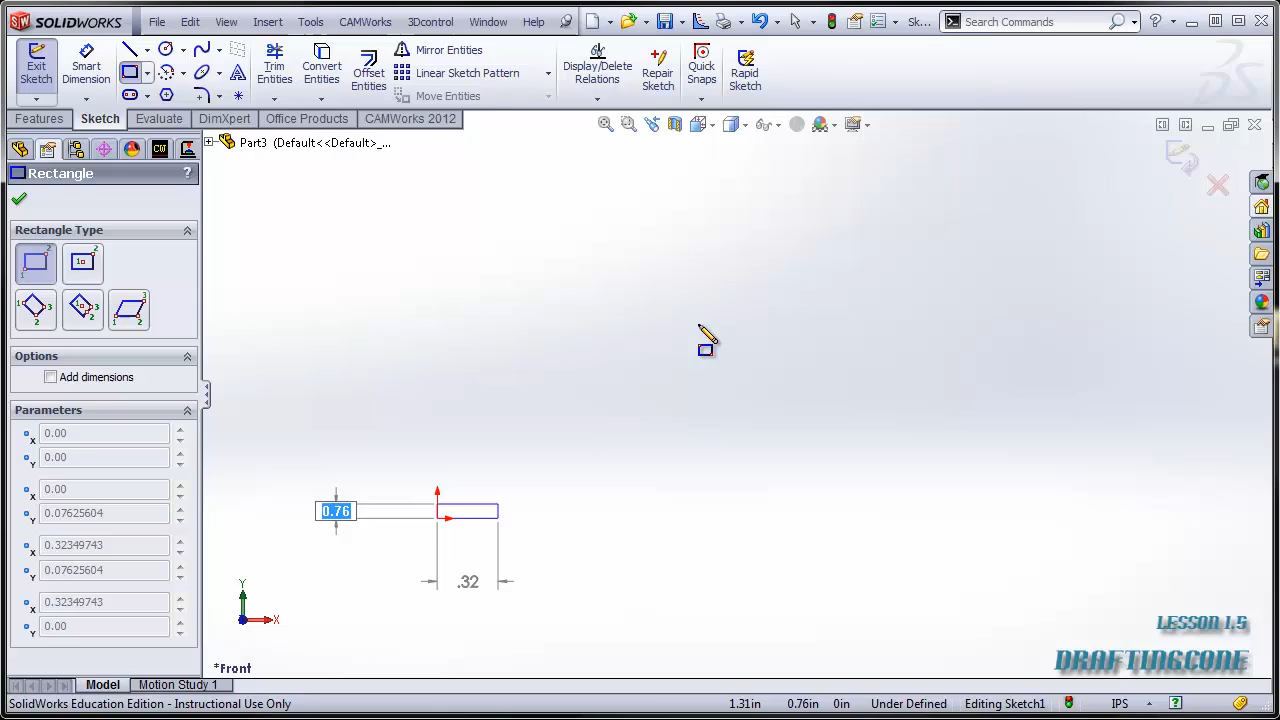 SOLIDWORKS
File Edit View Insert Tools CAMWorks 3Dcontrol Window Help
Sk...
Search Commands
Exit Sketch
Smart Dimension
Trim Entities
Convert Entities
Offset Entities
Mirror Entities
Linear Sketch Pattern
Move Entities
Display/Delete Relations
Repair Sketch
Quick Snaps
Rapid Sketch
Features Sketch Evaluate DimXpert Office Products CAMWorks 2012
Part3 (Default<<Default>_...
Rectangle ?
Rectangle Type
Options
Add dimensions
Parameters
X 0.00
Y 0.00
X 0.00
Y 0.07625604
X 0.32349743
Y 0.07625604
X 0.32349743
Y 0.00
0.76
.32
Y
X
*Front
LESSON 1.5
DRAFTINGCONE
Model Motion Study 1
SolidWorks Education Edition - Instructional Use Only
1.31in 0.76in 0in Under Defined Editing Sketch1 IPS